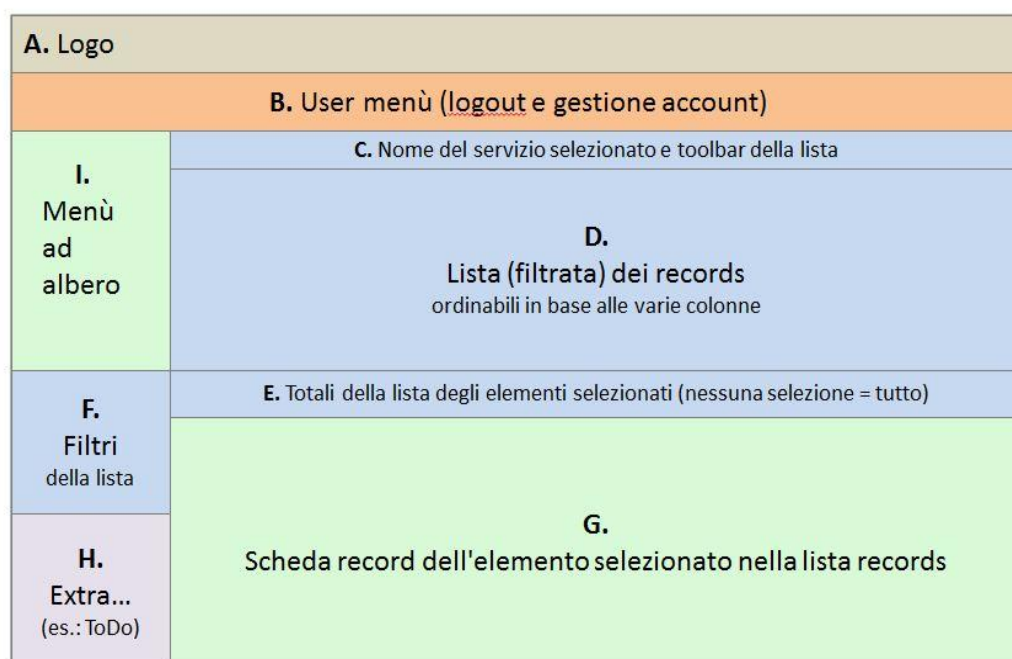 A. Logo
B. User menù (logout e gestione account)
C. Nome del servizio selezionato e toolbar della lista
I.
Menù
ad
albero
D.
Lista (filtrata) dei records
ordinabili in base alle varie colonne
E. Totali della lista degli elementi selezionati (nessuna selezione = tutto)
F.
Filtri
della lista
G.
Scheda record dell'elemento selezionato nella lista records
H.
Extra...
(es.: ToDo)